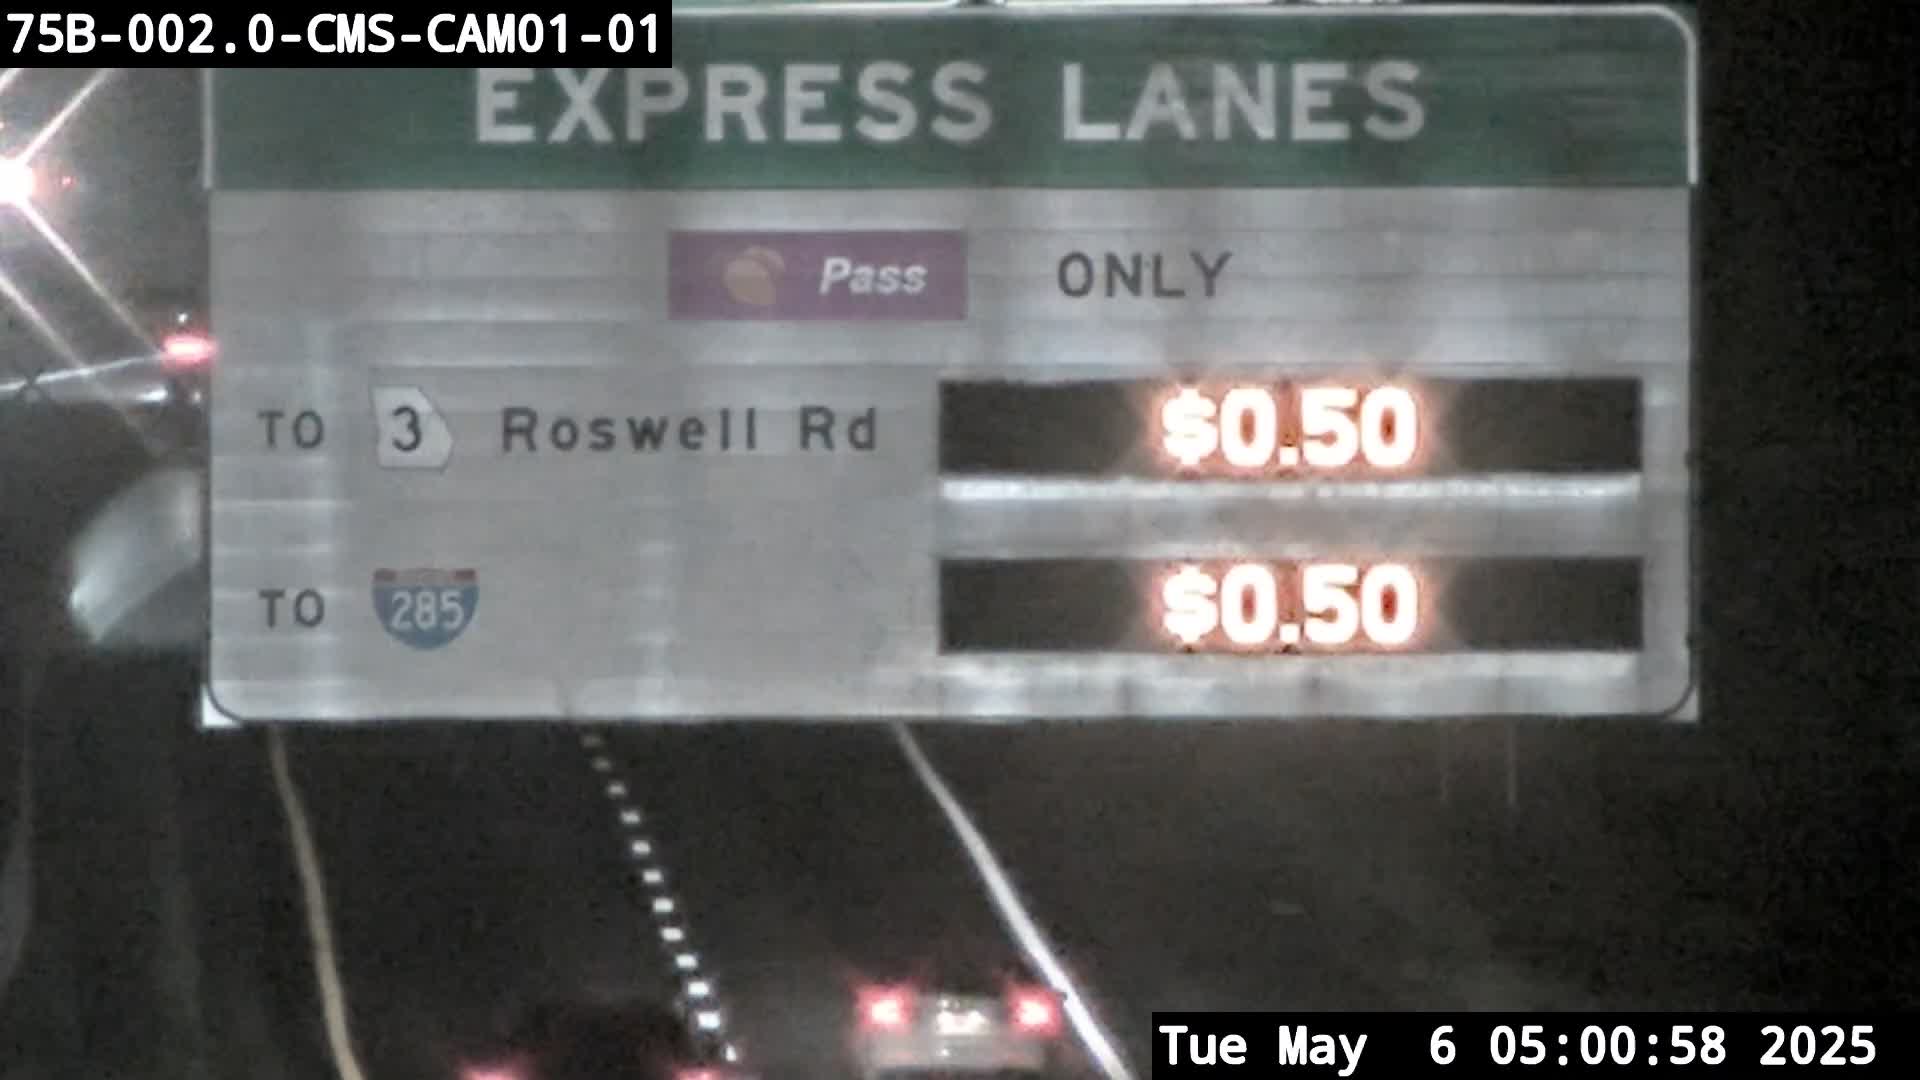 75B-002.0-CMS-CAM01-01
EXPRESS LANES
Pass ONLY
TO 3 Roswell Rd $0.50
TO 285 $0.50
Tue May 6 05:00:58 2025